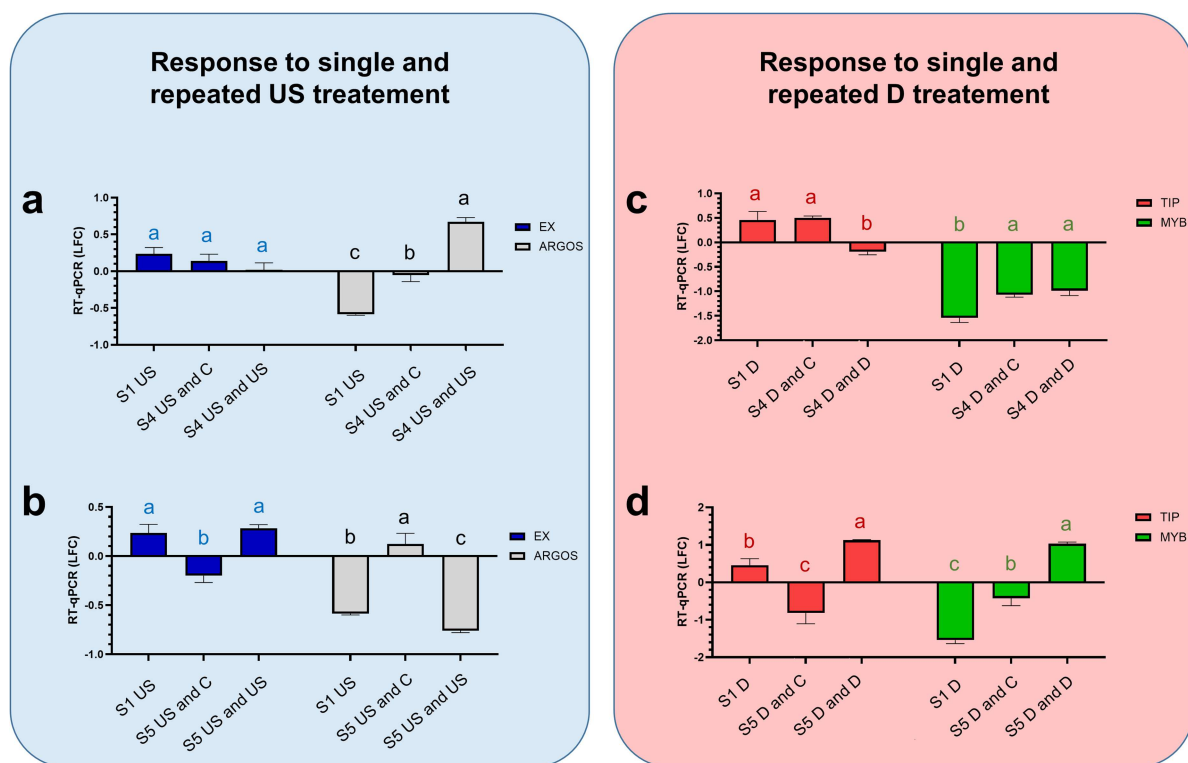 Response to single and
repeated US treatement
a
RT-qPCR (LFC)
1.0
0.5
0.0
-0.5
-1.0
a
a
a
c
b
a
EX
ARGOS
S1 US
S4 US and C
S4 US and US
S1 US
S4 US and C
S4 US and US
b
RT-qPCR (LFC)
0.5
0.0
-0.5
-1.0
a
b
a
b
a
c
EX
ARGOS
S1 US
S5 US and C
S5 US and US
S1 US
S5 US and C
S5 US and US
Response to single and
repeated D treatement
c
RT-qPCR (LFC)
1.0
0.5
0.0
-0.5
-1.0
-1.5
-2.0
a
a
b
b
a
a
TIP
MYB
S1 D
S4 D and C
S4 D and D
S1 D
S4 D and C
S4 D and D
d
RT-qPCR (LFC)
2
1
0
-1
-2
b
c
a
c
b
a
TIP
MYB
S1 D
S5 D and C
S5 D and D
S1 D
S5 D and C
S5 D and D